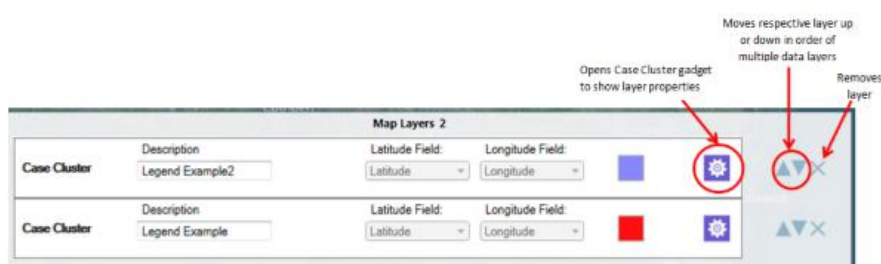 Moves respective layer up
or down in order of
multiple data layers
Opens Case Cluster gadget
to show layer properties
Removes
layer
Map Layers 2
Description Latitude Field: Longitude Field:
Case Cluster Legend Example2 Latitude Longitude
Description Latitude Field: Longitude Field:
Case Cluster Legend Example Latitude Longitude